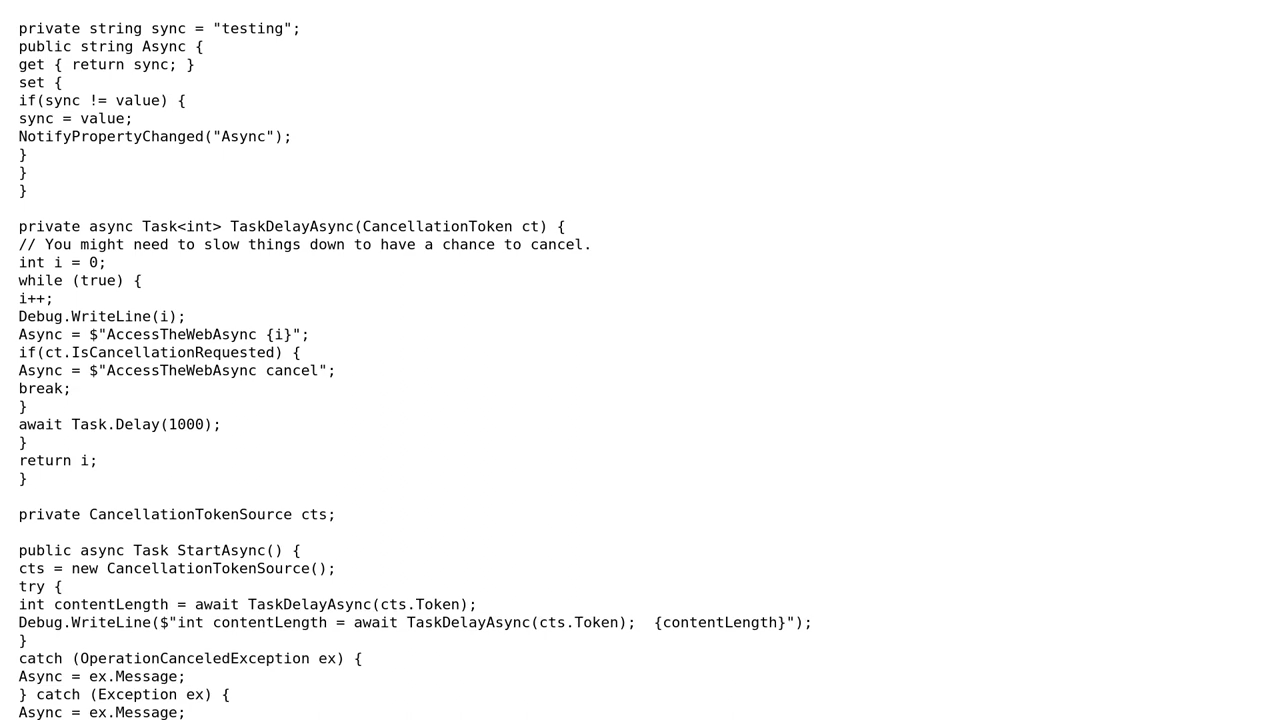 private string sync = "testing";
public string Async {
get { return sync; }
set {
if(sync != value) {
sync = value;
NotifyPropertyChanged("Async");
}
}
}

private async Task<int> TaskDelayAsync(CancellationToken ct) {
// You might need to slow things down to have a chance to cancel.
int i = 0;
while (true) {
i++;
Debug.WriteLine(i);
Async = $"AccessTheWebAsync {i}";
if(ct.IsCancellationRequested) {
Async = $"AccessTheWebAsync cancel";
break;
}
await Task.Delay(1000);
}
return i;
}

private CancellationTokenSource cts;

public async Task StartAsync() {
cts = new CancellationTokenSource();
try {
int contentLength = await TaskDelayAsync(cts.Token);
Debug.WriteLine($"int contentLength = await TaskDelayAsync(cts.Token);  {contentLength}");
}
catch (OperationCanceledException ex) {
Async = ex.Message;
} catch (Exception ex) {
Async = ex.Message;